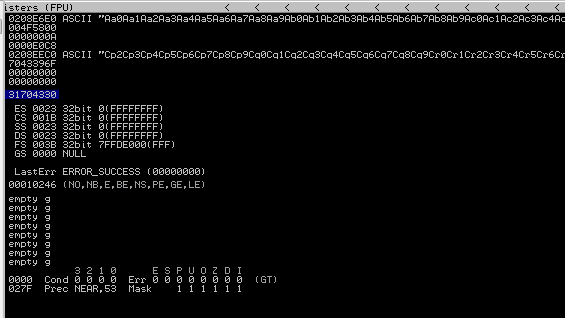 isters (FPU) < < < < < < < < < < < <
0208E6E0 ASCII "Aa0Aa1Aa2Aa3Aa4Aa5Aa6Aa7Aa8Aa9Ab0Ab1Ab2Ab3Ab4Ab5Ab6Ab7Ab8Ab9Ac0Ac1Ac2Ac3Ac4Ac
004F5800
0000000A
0000E0C8
0208EEC0 ASCII "Cp2Cp3Cp4Cp5Cp6Cp7Cp8Cp9Cq0Cq1Cq2Cq3Cq4Cq5Cq6Cq7Cq8Cq9Cr0Cr1Cr2Cr3Cr4Cr5Cr6Cr
7043396F
00000000
00000000
31704330
ES 0023 32bit 0(FFFFFFFF)
CS 001B 32bit 0(FFFFFFFF)
SS 0023 32bit 0(FFFFFFFF)
DS 0023 32bit 0(FFFFFFFF)
FS 003B 32bit 7FFDE000(FFF)
GS 0000 NULL
LastErr ERROR_SUCCESS (00000000)
00010246 (NO,NB,E,BE,NS,PE,GE,LE)
empty g
empty g
empty g
empty g
empty g
empty g
empty g
empty g
3 2 1 0 E S P U O Z D I
0000 Cond 0 0 0 0 Err 0 0 0 0 0 0 0 0 (GT)
027F Prec NEAR,53 Mask 1 1 1 1 1 1